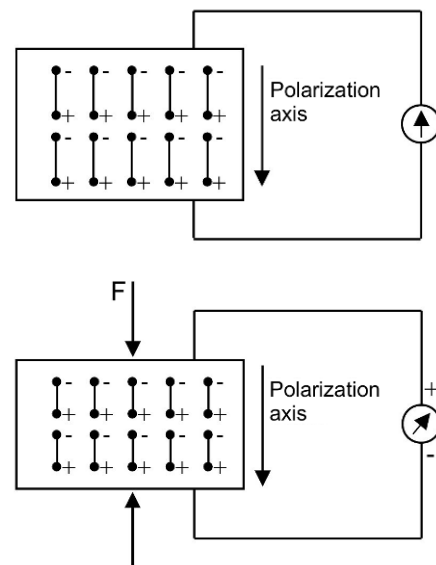 - - - - -
+ + + + +
- - - - -
+ + + + +
Polarization
axis
F
- - - - -
+ + + + +
- - - - -
+ + + + +
Polarization
axis
+
-